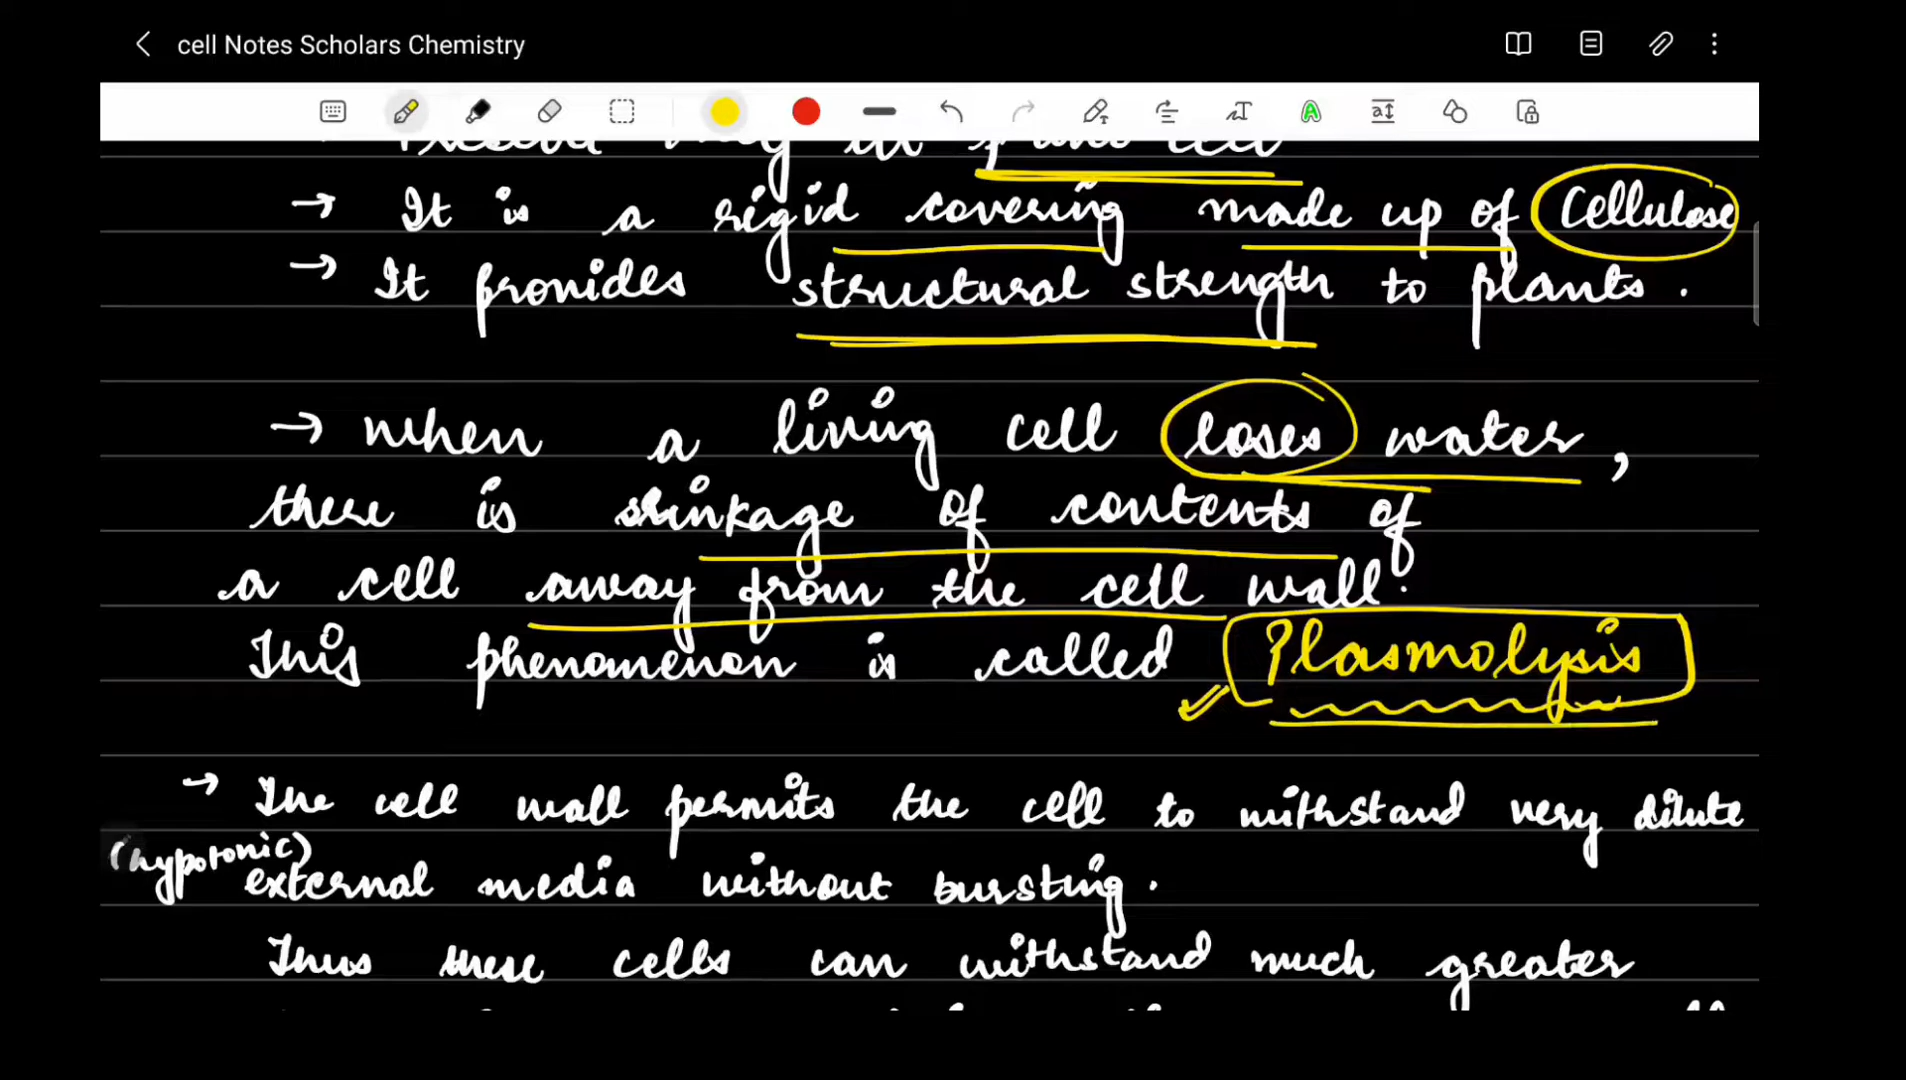 cell Notes Scholars Chemistry
→ It is a rigid covering made up of Cellulose
→ It provides structural strength to plants.
→ When a living cell loses water,
there is shrinkage of contents of
a cell away from the cell wall.
This phenomenon is called Plasmolysis
→ The cell wall permits the cell to withstand very dilute
(hypotonic)
external media without bursting.
Thus these cells can withstand much greater